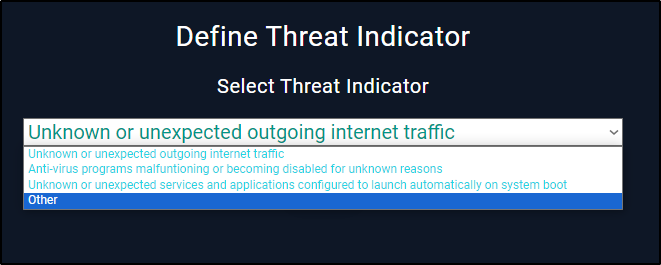 Define Threat Indicator
Select Threat Indicator
Unknown or unexpected outgoing internet traffic
Unknown or unexpected outgoing internet traffic
Anti-virus programs malfuntioning or becoming disabled for unknown reasons
Unknown or unexpected services and applications configured to launch automatically on system boot
Other